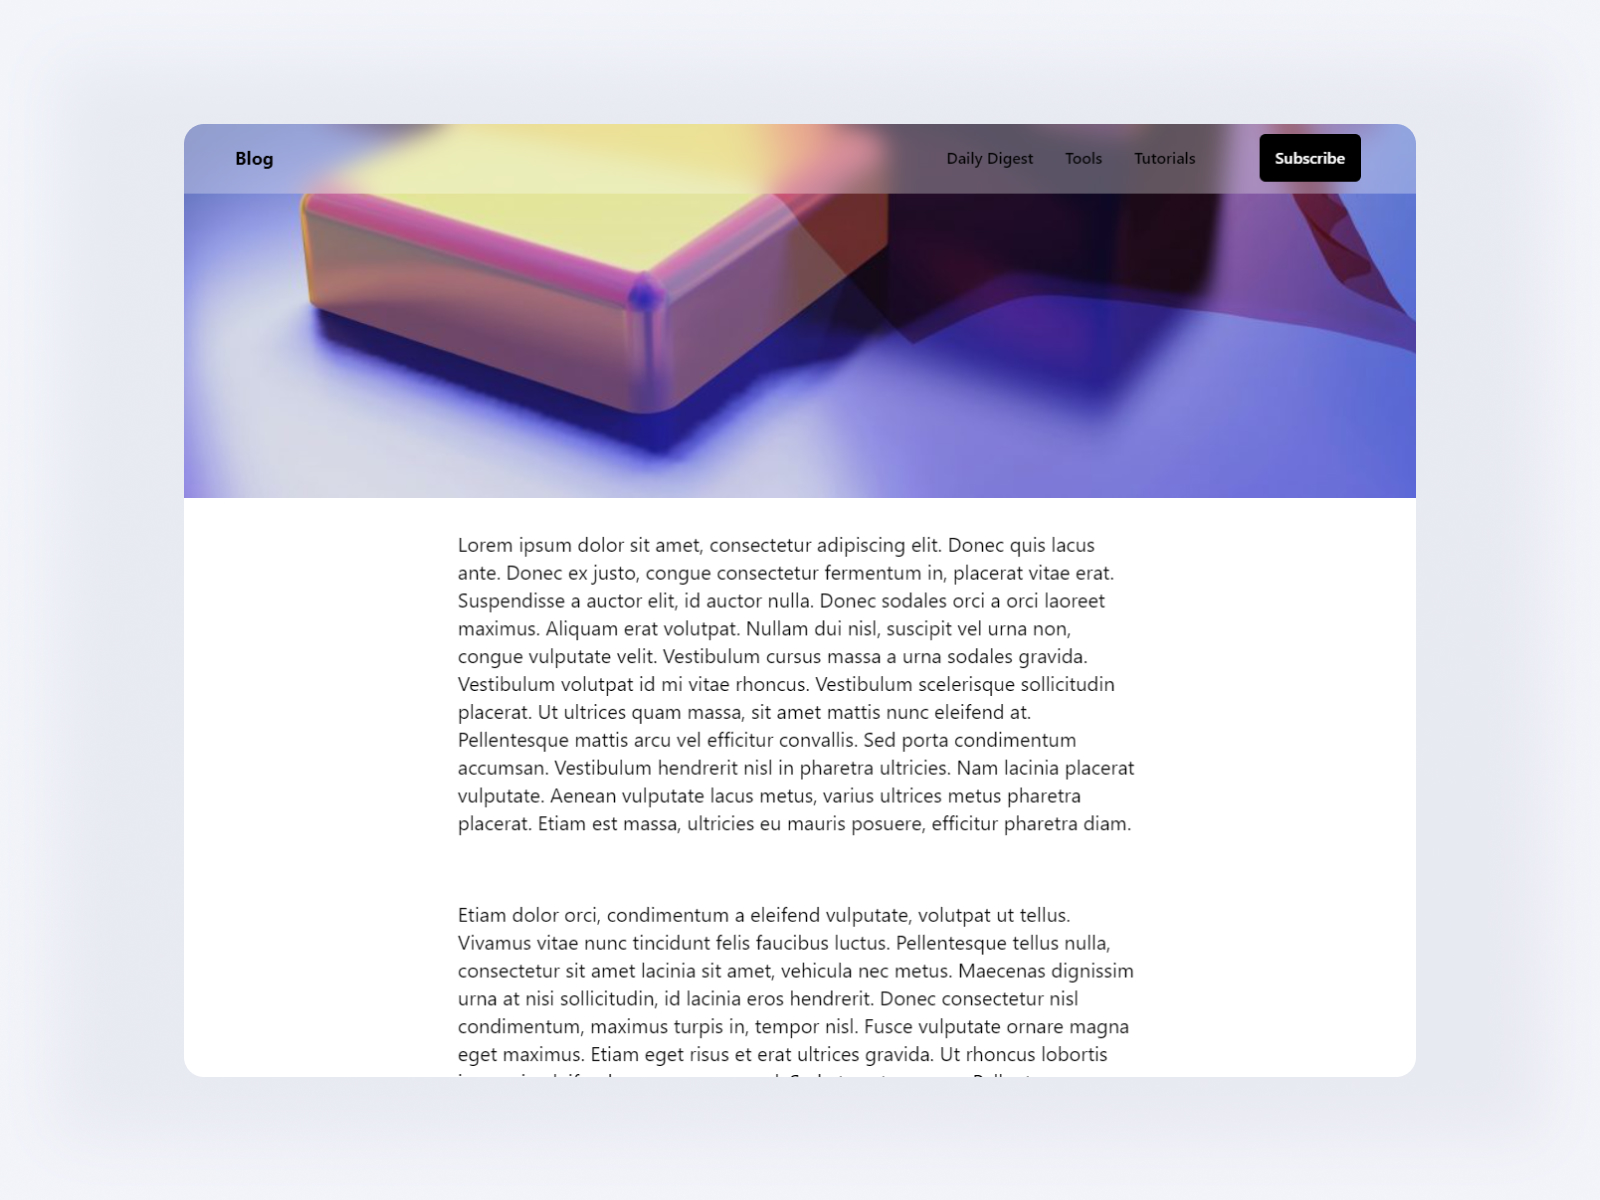 Blog
Daily Digest Tools Tutorials Subscribe
Lorem ipsum dolor sit amet, consectetur adipiscing elit. Donec quis lacus
ante. Donec ex justo, congue consectetur fermentum in, placerat vitae erat.
Suspendisse a auctor elit, id auctor nulla. Donec sodales orci a orci laoreet
maximus. Aliquam erat volutpat. Nullam dui nisl, suscipit vel urna non,
congue vulputate velit. Vestibulum cursus massa a urna sodales gravida.
Vestibulum volutpat id mi vitae rhoncus. Vestibulum scelerisque sollicitudin
placerat. Ut ultrices quam massa, sit amet mattis nunc eleifend at.
Pellentesque mattis arcu vel efficitur convallis. Sed porta condimentum
accumsan. Vestibulum hendrerit nisl in pharetra ultricies. Nam lacinia placerat
vulputate. Aenean vulputate lacus metus, varius ultrices metus pharetra
placerat. Etiam est massa, ultricies eu mauris posuere, efficitur pharetra diam.
Etiam dolor orci, condimentum a eleifend vulputate, volutpat ut tellus.
Vivamus vitae nunc tincidunt felis faucibus luctus. Pellentesque tellus nulla,
consectetur sit amet lacinia sit amet, vehicula nec metus. Maecenas dignissim
urna at nisi sollicitudin, id lacinia eros hendrerit. Donec consectetur nisl
condimentum, maximus turpis in, tempor nisl. Fusce vulputate ornare magna
eget maximus. Etiam eget risus et erat ultrices gravida. Ut rhoncus lobortis